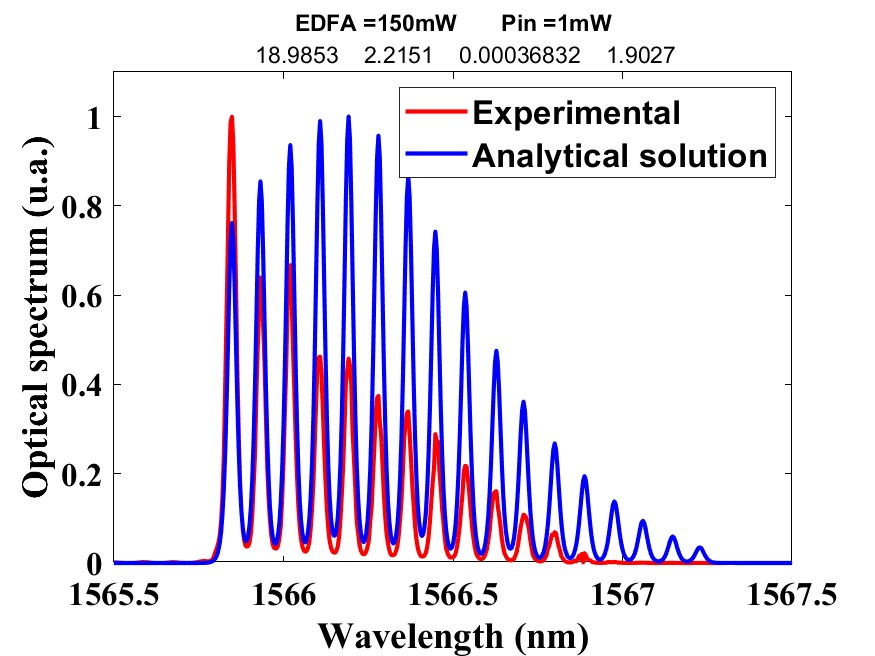 EDFA =150mW Pin =1mW
18.9853 2.2151 0.00036832 1.9027
Experimental
Analytical solution
1
0.8
0.6
0.4
0.2
0
Optical spectrum (u.a.)
1565.5 1566 1566.5 1567 1567.5
Wavelength (nm)